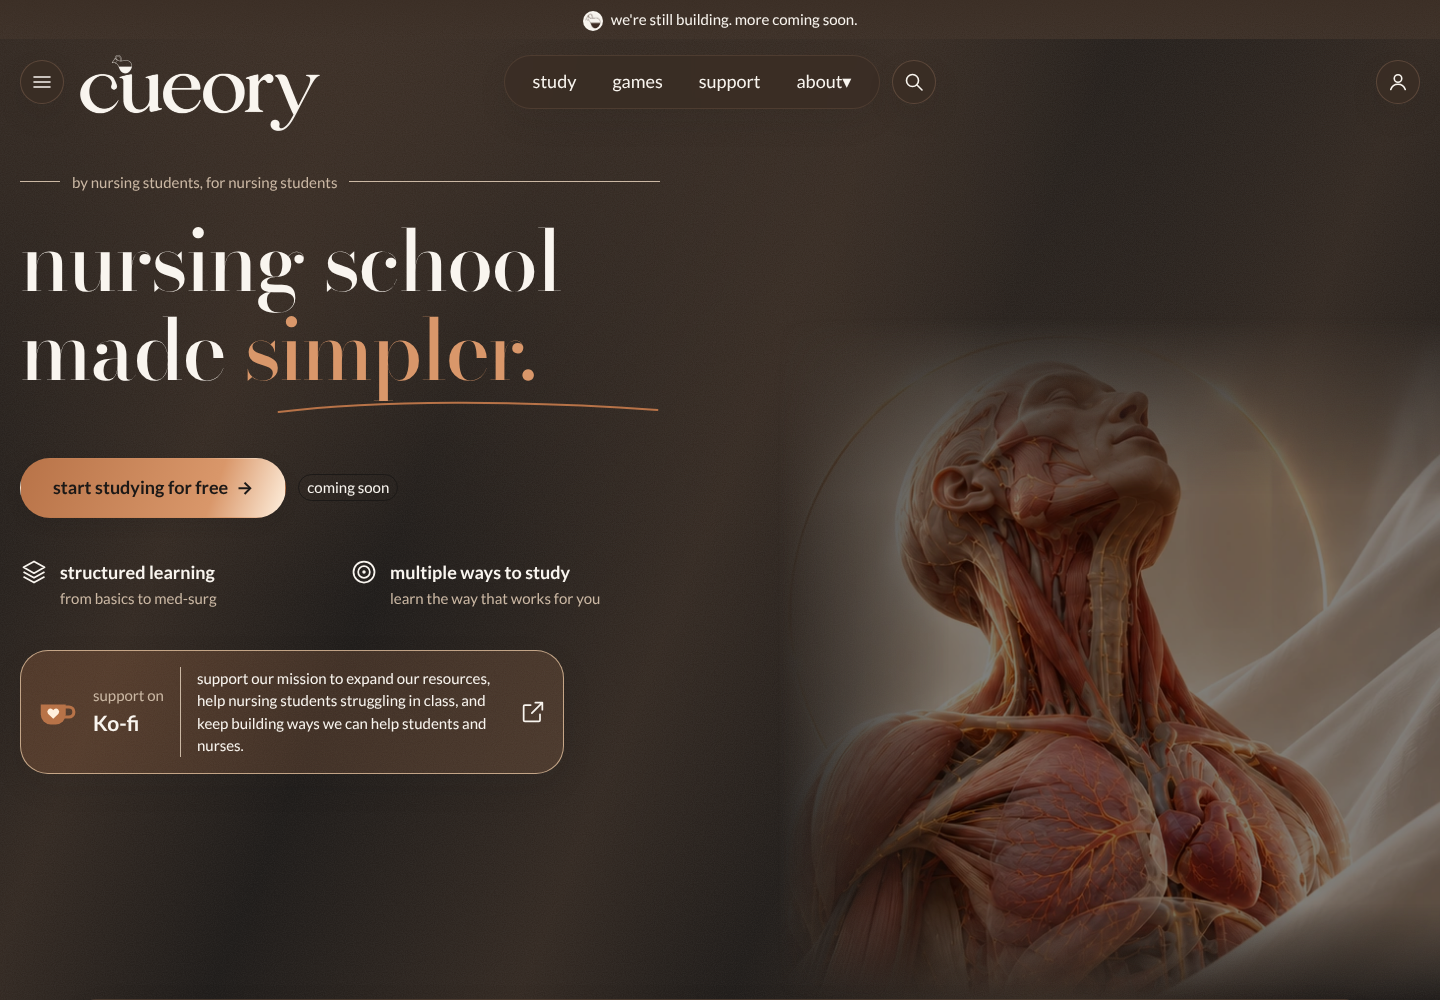 we're still building. more coming soon.
cueory
study
games
support
about▾
by nursing students, for nursing students
nursing school
made simpler.
start studying for free →
coming soon
structured learning
from basics to med-surg
multiple ways to study
learn the way that works for you
support on
Ko-fi
support our mission to expand our resources,
help nursing students struggling in class, and
keep building ways we can help students and
nurses.